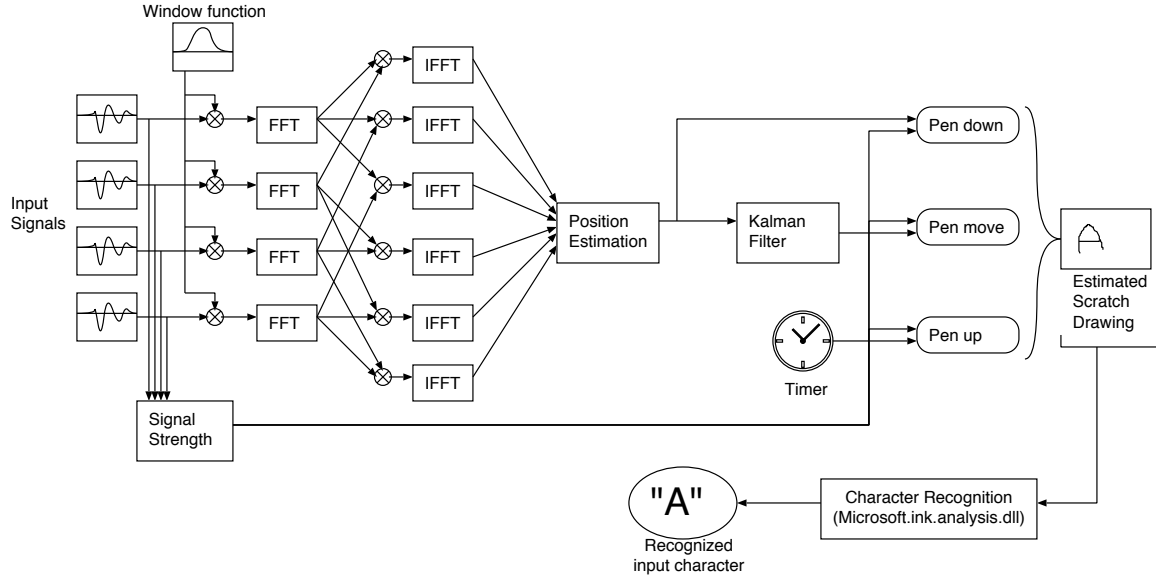 Window function
Input
Signals
FFT
FFT
FFT
FFT
IFFT
IFFT
IFFT
IFFT
IFFT
IFFT
Position
Estimation
Kalman
Filter
Timer
Pen down
Pen move
Pen up
Estimated
Scratch
Drawing
Signal
Strength
Character Recognition
(Microsoft.ink.analysis.dll)
"A"
Recognized
input character